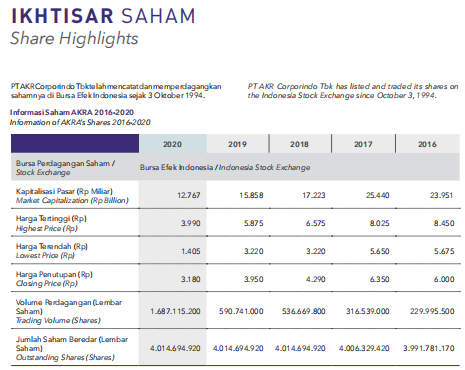 IKHTISAR SAHAM
Share Highlights
PT AKR Corporindo Tbk telah mencatat dan memperdagangkan
sahamnya di Bursa Efek Indonesia sejak 3 Oktober 1994.
PT AKR Corporindo Tbk has listed and traded its shares on
the Indonesia Stock Exchange since October 3, 1994.
Informasi Saham AKRA 2016-2020
Information of AKRA's Shares 2016-2020
2020 2019 2018 2017 2016
Bursa Perdagangan Saham /
Stock Exchange
Bursa Efek Indonesia / Indonesia Stock Exchange
Kapitalisasi Pasar (Rp Miliar)
Market Capitalization (Rp Billion)
12.767 15.858 17.223 25.440 23.951
Harga Tertinggi (Rp)
Highest Price (Rp)
3.990 5.875 6.575 8.025 8.450
Harga Terendah (Rp)
Lowest Price (Rp)
1.405 3.220 3.220 5.650 5.675
Harga Penutupan (Rp)
Closing Price (Rp)
3.180 3.950 4.290 6.350 6.000
Volume Perdagangan (Lembar
Saham)
Trading Volume (Shares)
1.687.115.200 590.741.000 536.669.800 316.539.000 229.995.500
Jumlah Saham Beredar (Lembar
Saham)
Outstanding Shares (Shares)
4.014.694.920 4.014.694.920 4.014.694.920 4.006.329.420 3.991.781.170